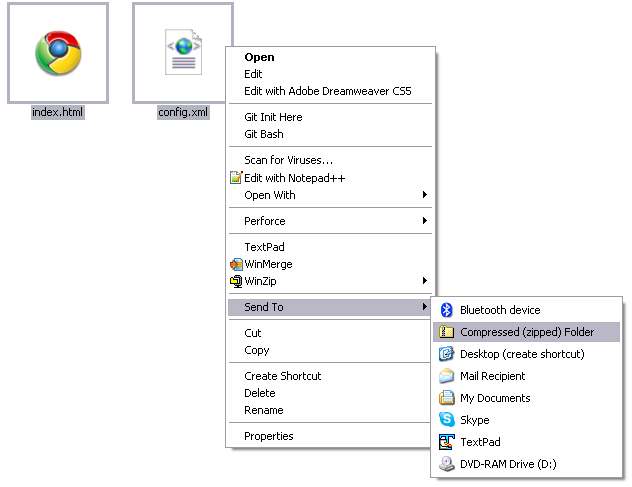 index.html
config.xml
Open
Edit
Edit with Adobe Dreamweaver CS5
Git Init Here
Git Bash
Scan for Viruses...
Edit with Notepad++
Open With
Perforce
TextPad
WinMerge
WinZip
Send To
Cut
Copy
Create Shortcut
Delete
Rename
Properties
Bluetooth device
Compressed (zipped) Folder
Desktop (create shortcut)
Mail Recipient
My Documents
Skype
TextPad
DVD-RAM Drive (D:)